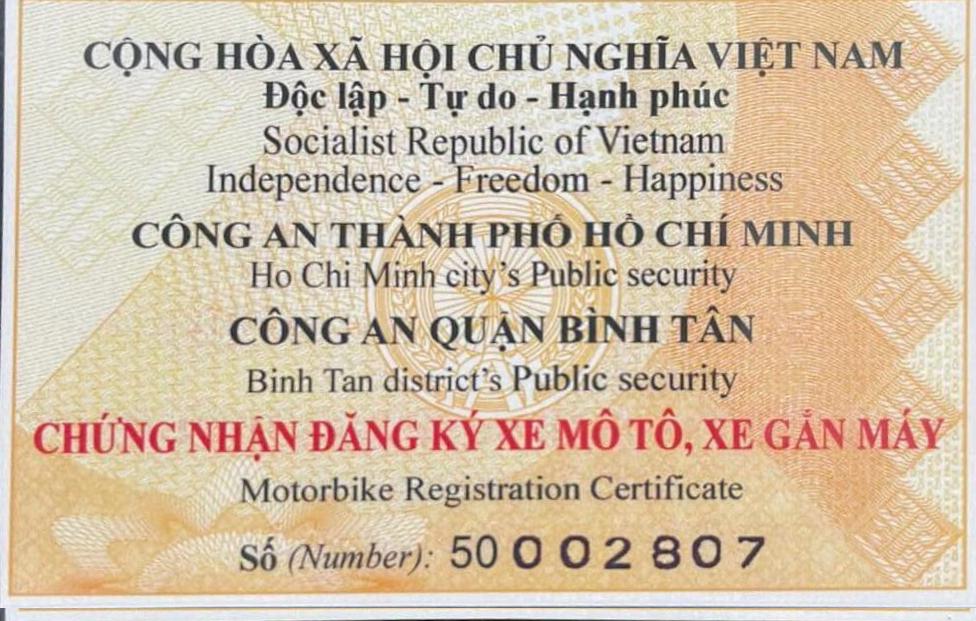 CỘNG HÒA XÃ HỘI CHỦ NGHĨA VIỆT NAM
Độc lập - Tự do - Hạnh phúc
Socialist Republic of Vietnam
Independence - Freedom - Happiness
CÔNG AN THÀNH PHỐ HỒ CHÍ MINH
Ho Chi Minh city's Public security
CÔNG AN QUẬN BÌNH TÂN
Binh Tan district's Public security
CHỨNG NHẬN ĐĂNG KÝ XE MÔ TÔ, XE GẮN MÁY
Motorbike Registration Certificate
Số (Number): 50 002807